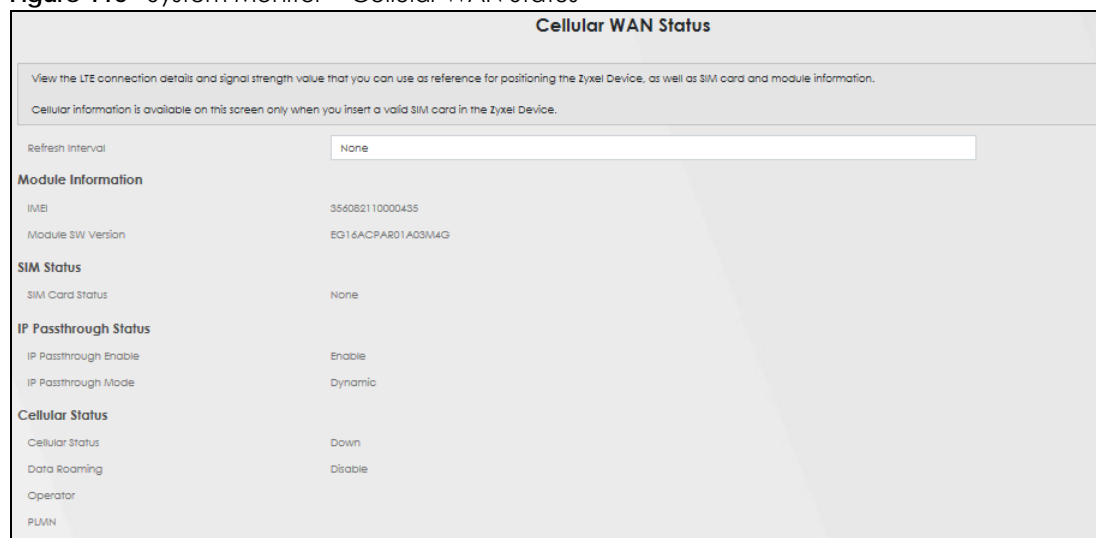 Cellular WAN Status
View the LTE connection details and signal strength value that you can use as reference for positioning the Zyxel Device, as well as SIM card and module information.
Cellular information is available on this screen only when you insert a valid SIM card in the Zyxel Device.
Refresh Interval None
Module Information
IMEI 356082110000435
Module SW Version EG16ACPAR01A03M4G
SIM Status
SIM Card Status None
IP Passthrough Status
IP Passthrough Enable Enable
IP Passthrough Mode Dynamic
Cellular Status
Cellular Status Down
Data Roaming Disable
Operator
PLMN